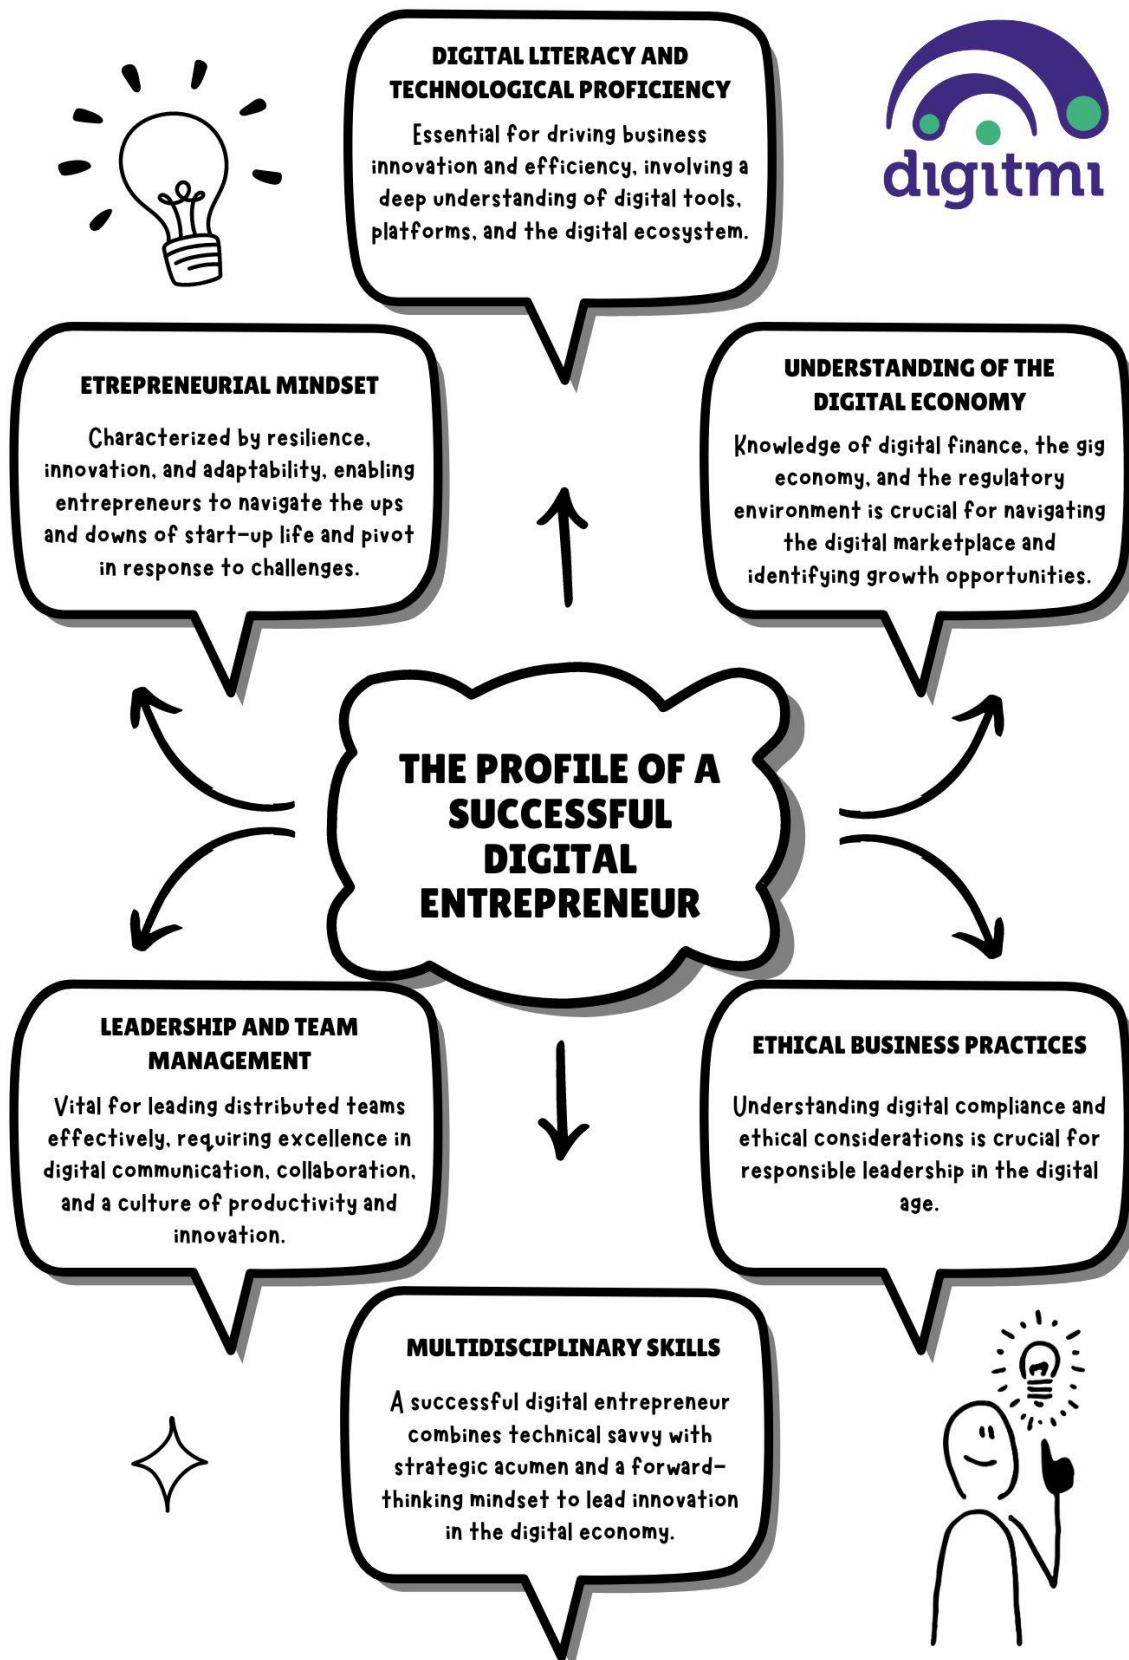 DIGITAL LITERACY AND
TECHNOLOGICAL PROFICIENCY
Essential for driving business
innovation and efficiency, involving a
deep understanding of digital tools,
platforms, and the digital ecosystem.
digitmi
ETREPRENEURIAL MINDSET
Characterized by resilience,
innovation, and adaptability, enabling
entrepreneurs to navigate the ups
and downs of start-up life and pivot
in response to challenges.
UNDERSTANDING OF THE
DIGITAL ECONOMY
Knowledge of digital finance, the gig
economy, and the regulatory
environment is crucial for navigating
the digital marketplace and
identifying growth opportunities.
THE PROFILE OF A
SUCCESSFUL
DIGITAL
ENTREPRENEUR
LEADERSHIP AND TEAM
MANAGEMENT
Vital for leading distributed teams
effectively, requiring excellence in
digital communication, collaboration,
and a culture of productivity and
innovation.
ETHICAL BUSINESS PRACTICES
Understanding digital compliance and
ethical considerations is crucial for
responsible leadership in the digital
age.
MULTIDISCIPLINARY SKILLS
A successful digital entrepreneur
combines technical savvy with
strategic acumen and a forward-
thinking mindset to lead innovation
in the digital economy.